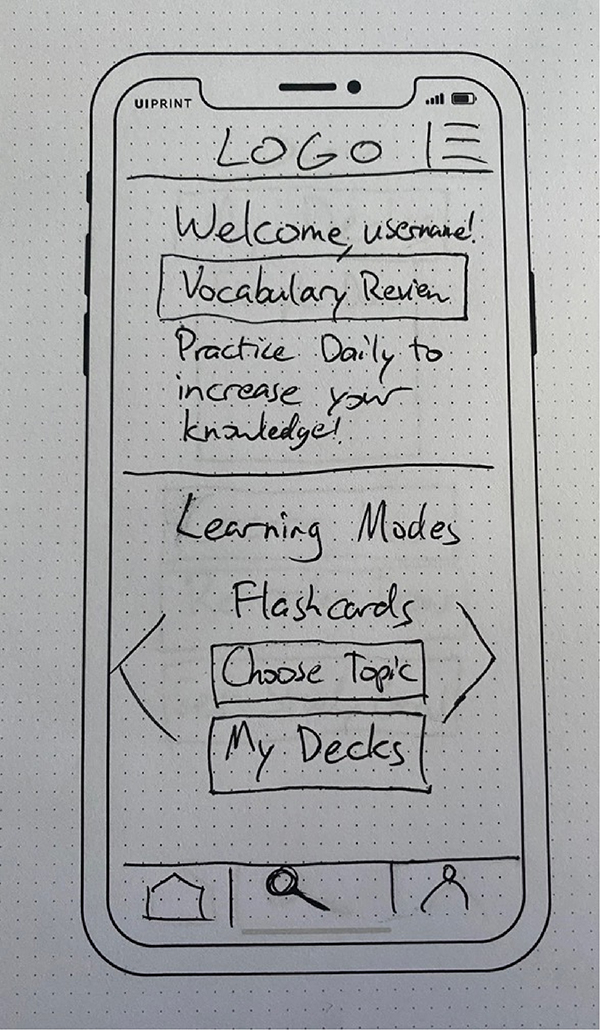 UIPRINT
LOGO
Welcome, username!
Vocabulary Review
Practice Daily to
increase your
knowledge!
Learning Modes
Flashcards
Choose Topic
My Decks